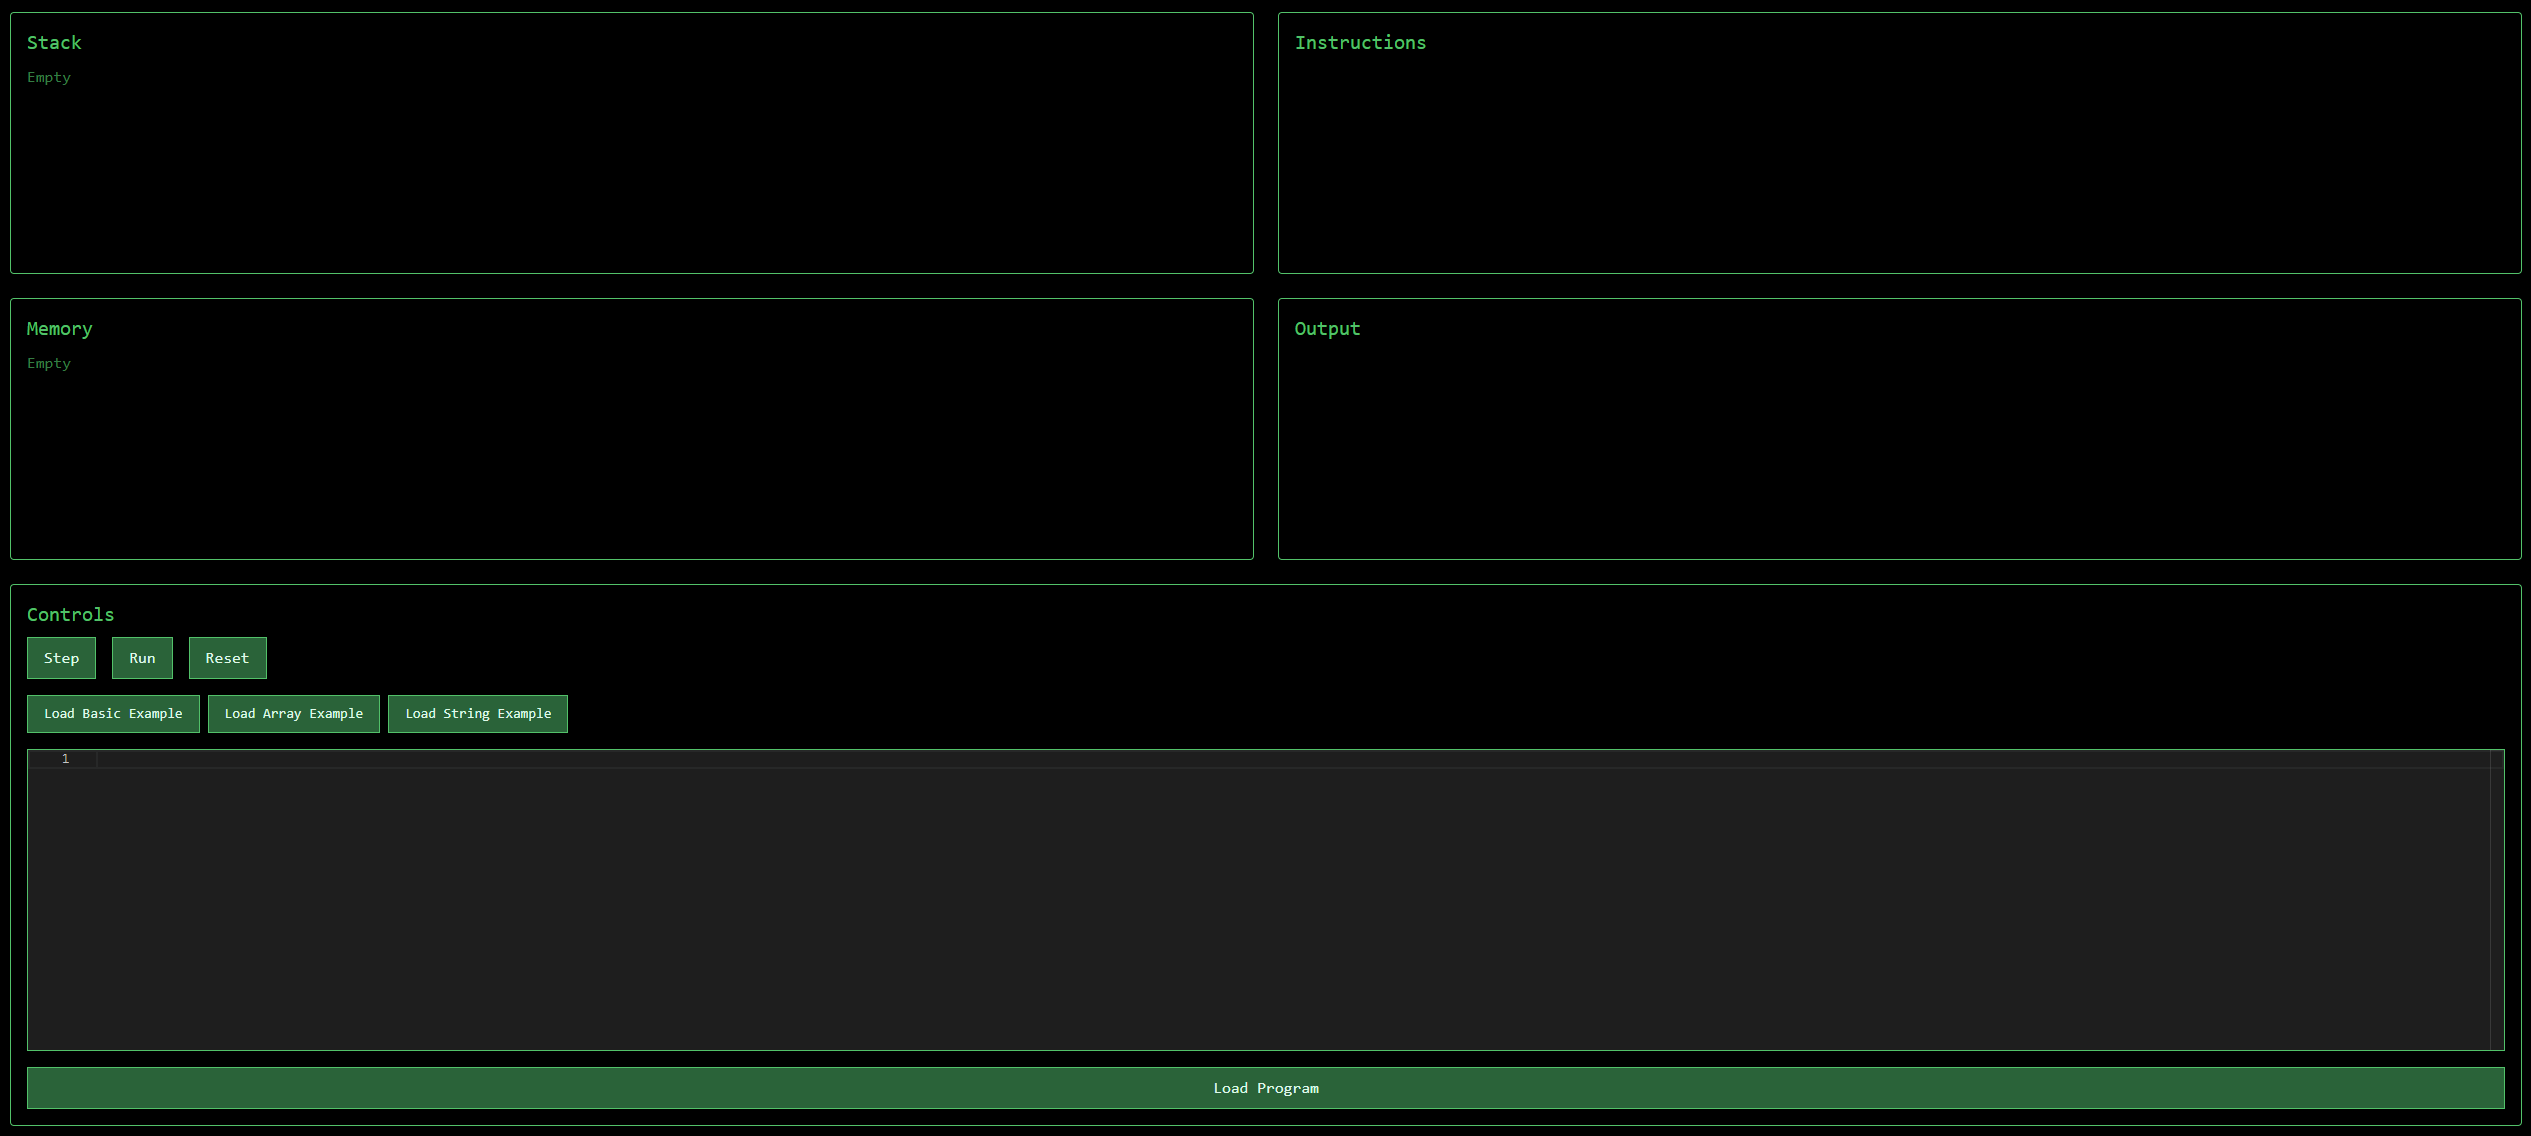 Stack
Empty
Instructions
Memory
Empty
Output
Controls
Step Run Reset
Load Basic Example Load Array Example Load String Example
1
Load Program